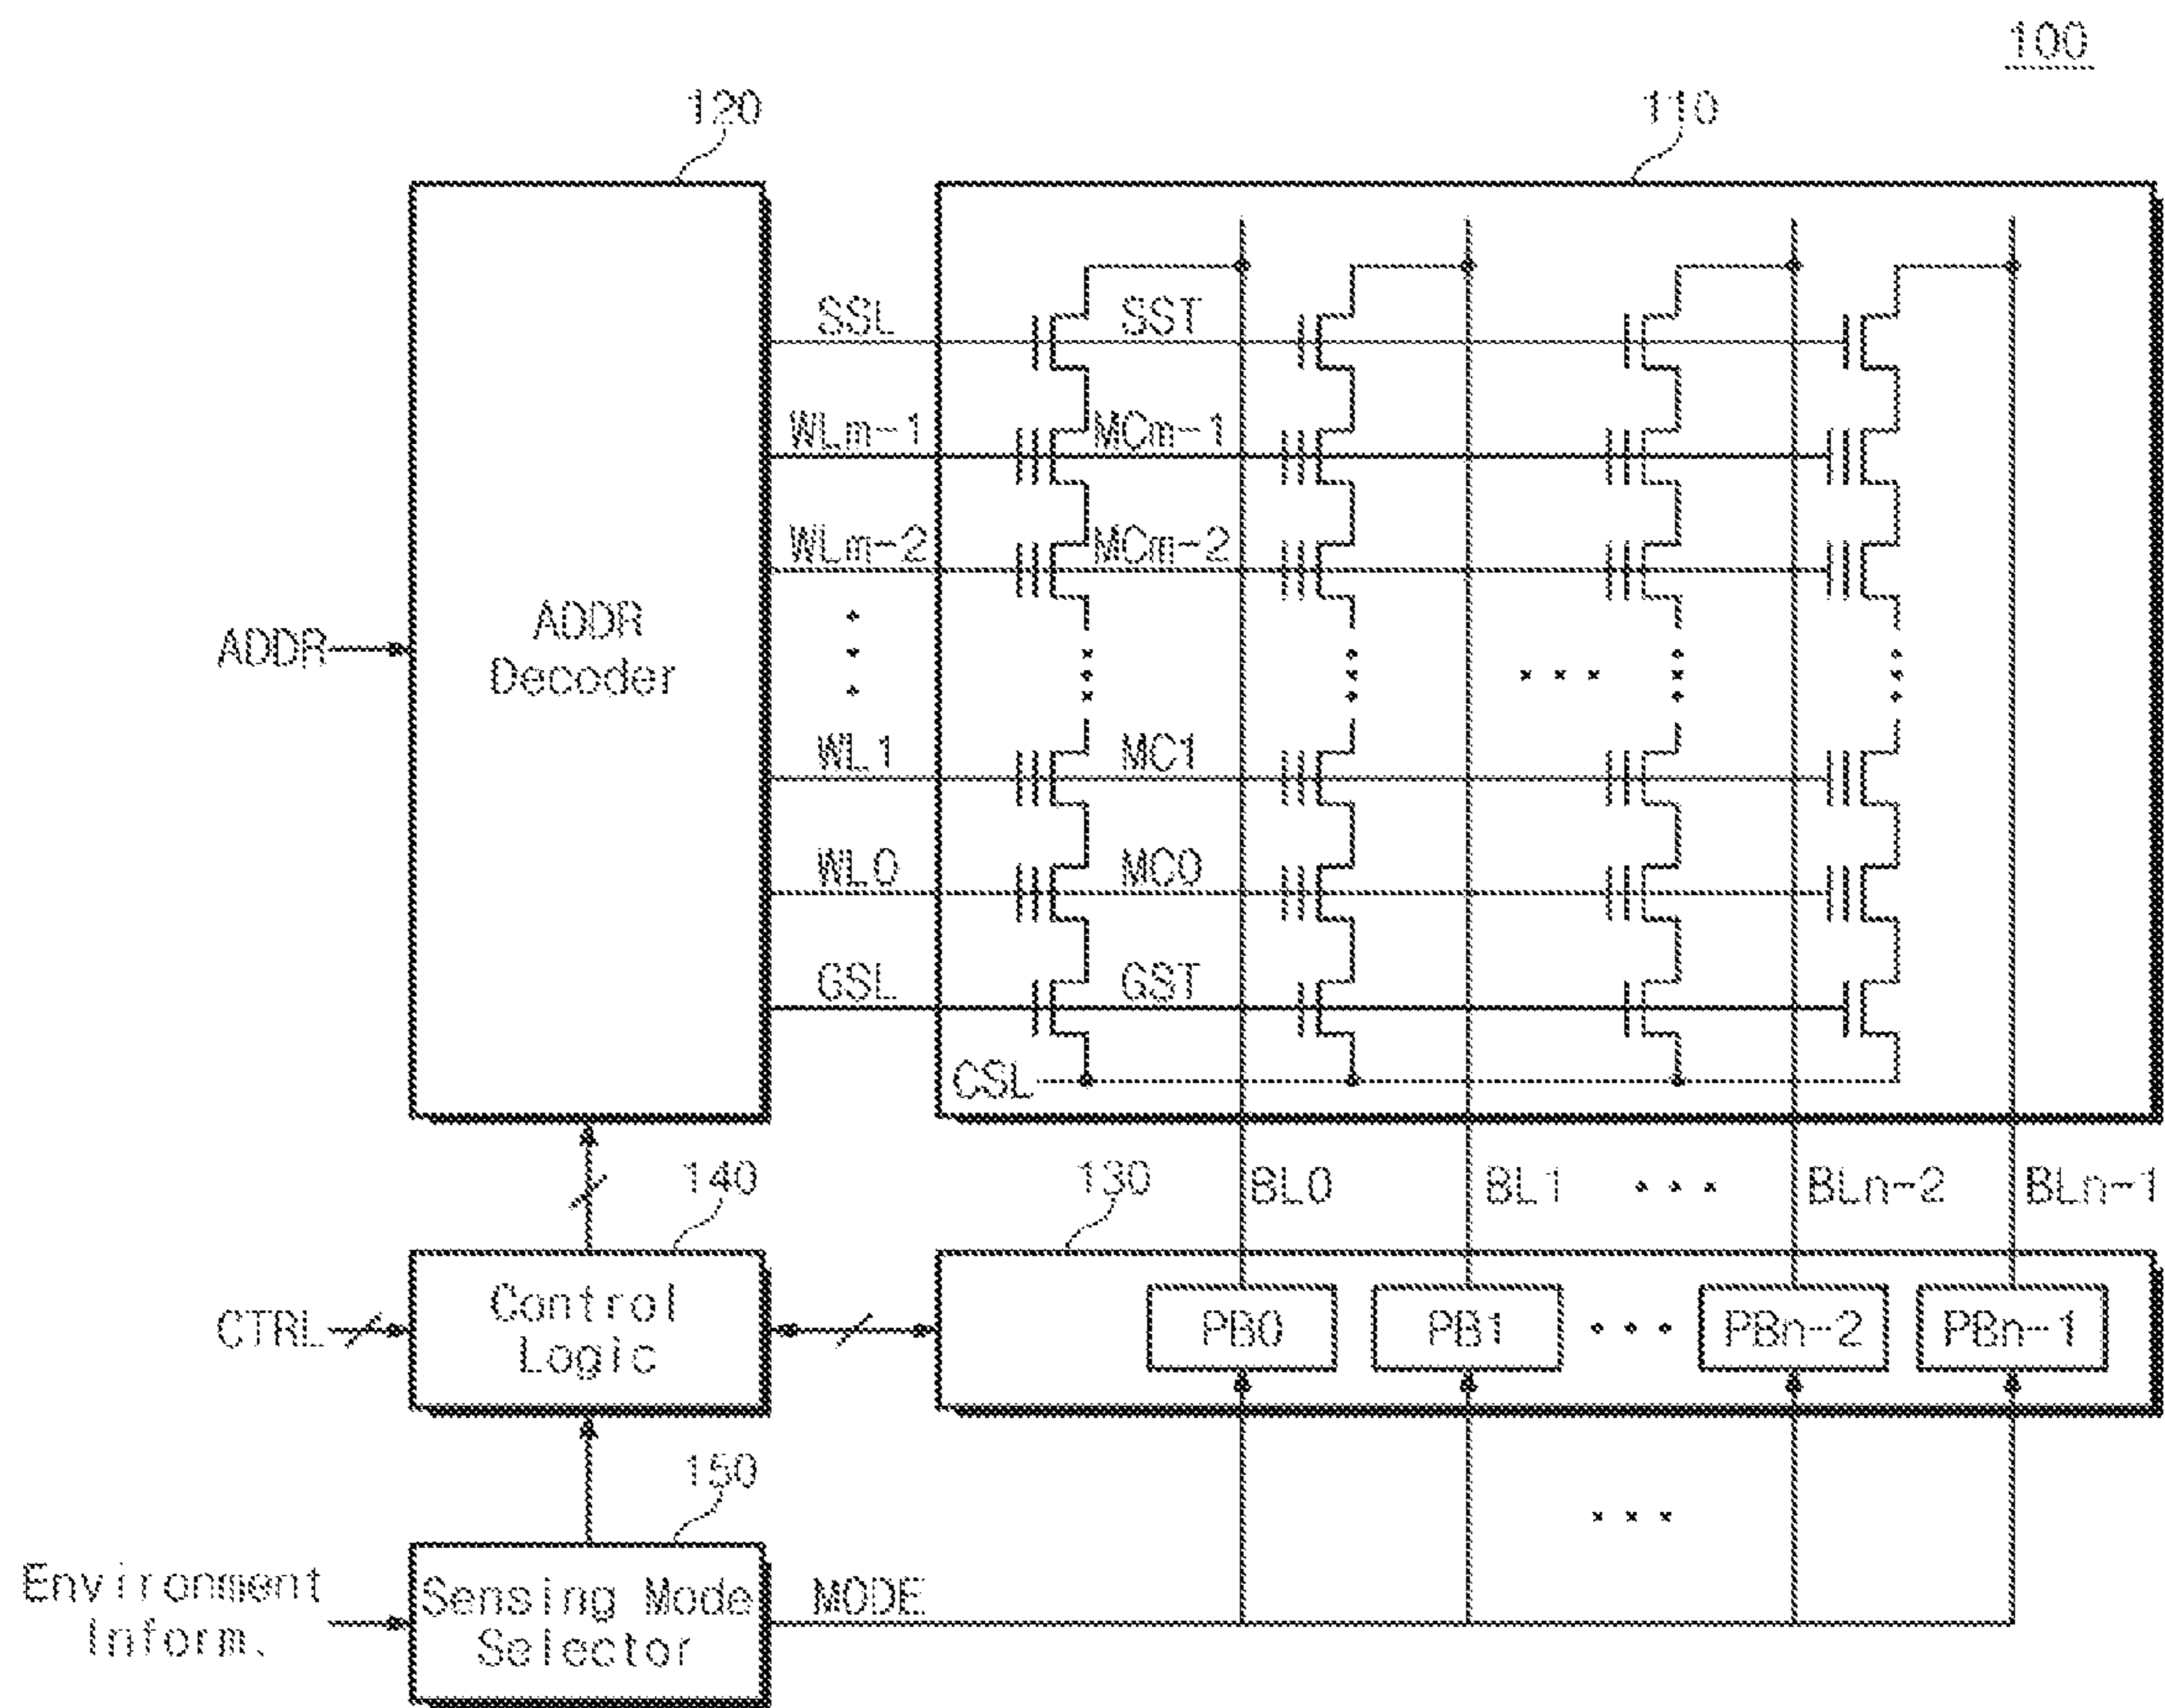 100
120
110
SSL
SST
WLm-1
MCm-1
WLm-2
MCm-2
ADDR
ADDR
Decoder
WL1
MC1
WL0
MC0
GSL
GST
CSL
140
130
BL0
BL1
BLn-2
BLn-1
CTRL
Control
Logic
PB0
PB1
PBn-2
PBn-1
150
Environment
Inform.
Sensing Mode
Selector
MODE